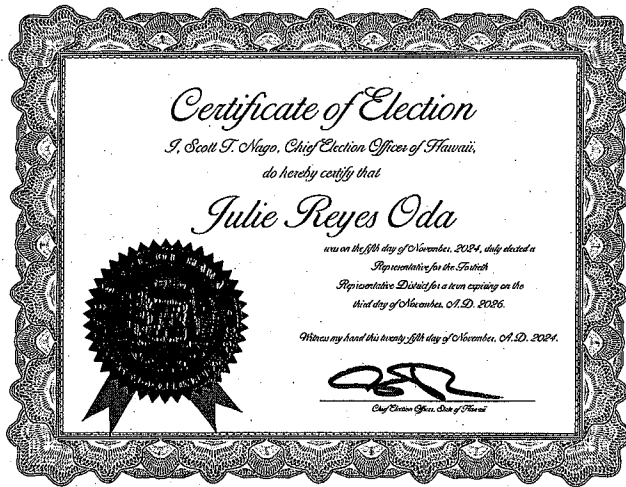 Certificate of Election
I, Scott T. Nago, Chief Election Officer of Hawaii,
do hereby certify that
Julie Reyes Oda
was on the fifth day of November, 2024, duly elected a
Representative for the Fortieth
Representative District for a term expiring on the
third day of November, A.D. 2026.
Witness my hand this twenty-fifth day of November, A.D. 2024.
Chief Election Officer, State of Hawaii